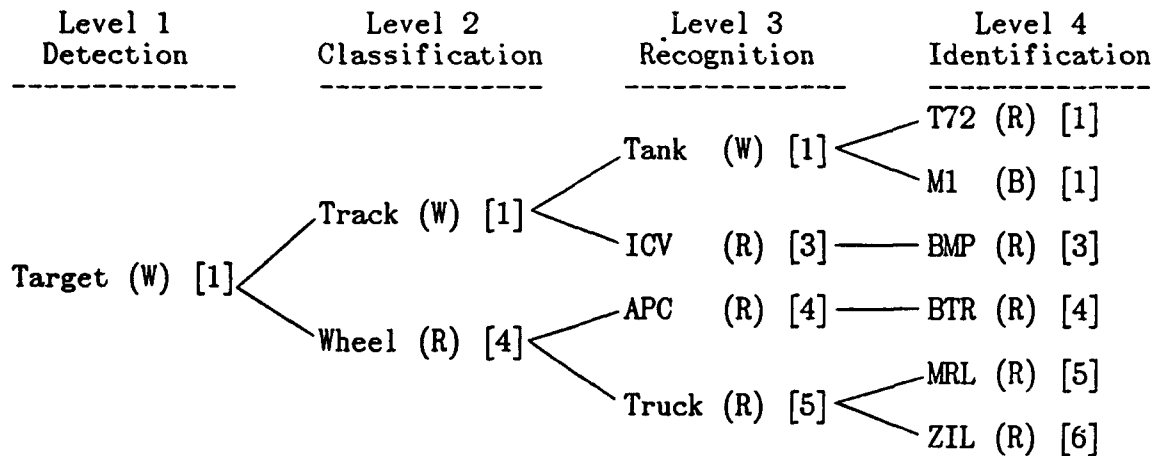 Level 1 Level 2 Level 3 Level 4
Detection Classification Recognition Identification
-------------- -------------- -------------- --------------
T72 (R) [1]
Tank (W) [1]
M1 (B) [1]
Track (W) [1]
ICV (R) [3] BMP (R) [3]
Target (W) [1]
APC (R) [4] BTR (R) [4]
Wheel (R) [4]
MRL (R) [5]
Truck (R) [5]
ZIL (R) [6]